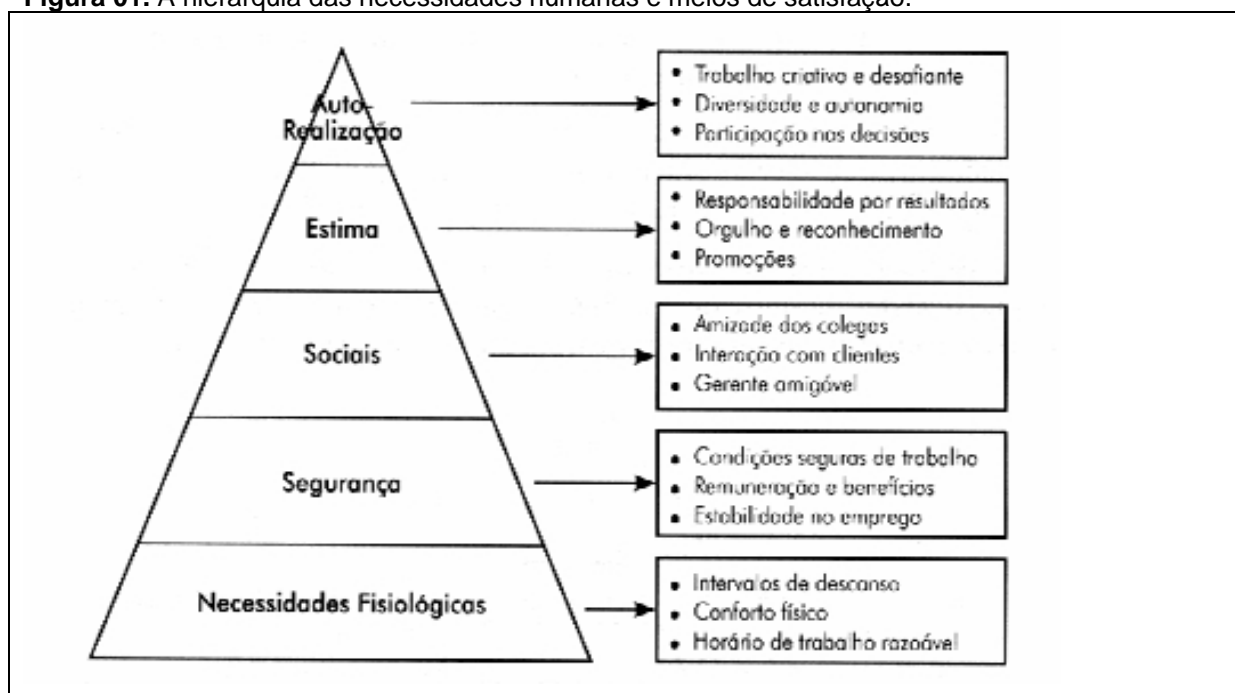 Figura 01. A hierarquia das necessidades humanas e meios de satisfação.
Auto-
Realização
• Trabalho criativo e desafiante
• Diversidade e autonomia
• Participação nas decisões
Estima
• Responsabilidade por resultados
• Orgulho e reconhecimento
• Promoções
Sociais
• Amizade dos colegas
• Interação com clientes
• Gerente amigável
Segurança
• Condições seguras de trabalho
• Remuneração e benefícios
• Estabilidade no emprego
Necessidades Fisiológicas
• Intervalos de descanso
• Conforto físico
• Horário de trabalho razoável